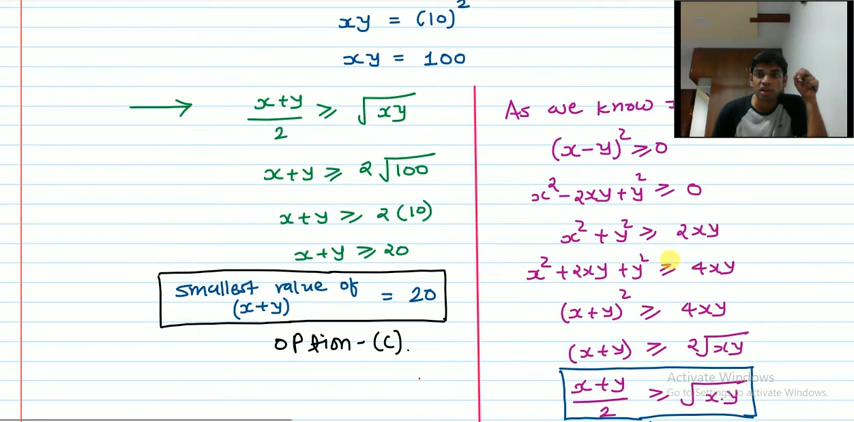 xy = (10)²
xy = 100
→ x+y/2 ≥ √xy
x+y ≥ 2√100
x+y ≥ 2(10)
x+y ≥ 20
smallest value of (x+y) = 20
option-(C).
As we know
(x-y)² ≥ 0
x² - 2xy + y² ≥ 0
x² + y² ≥ 2xy
x² + 2xy + y² ≥ 4xy
(x+y)² ≥ 4xy
(x+y) ≥ 2√xy
x+y/2 ≥ √x.y
Activate Windows
Go to Settings to activate Windows.